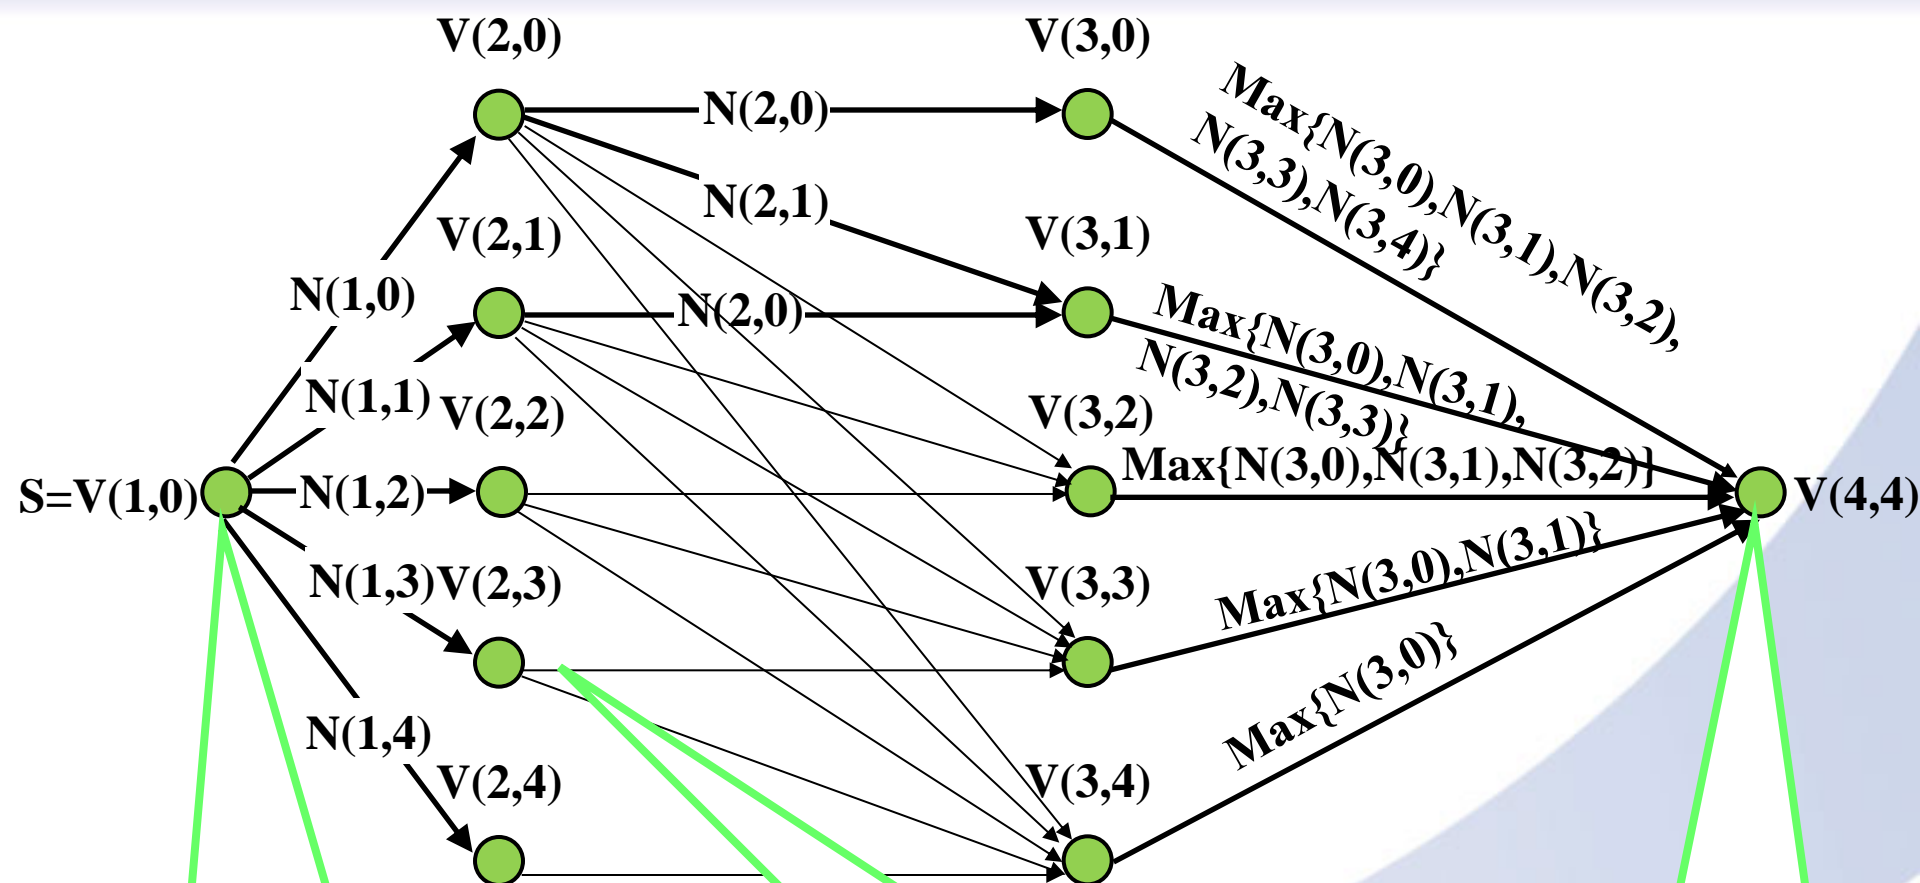 V(2,0)
V(3,0)
N(2,0)
Max{N(3,0),N(3,1),N(3,2),
N(3,3),N(3,4)}
N(2,1)
V(2,1)
V(3,1)
N(1,0)
N(2,0)
Max{N(3,0),N(3,1),
N(3,2),N(3,3)}
N(1,1)
V(2,2)
V(3,2)
Max{N(3,0),N(3,1),N(3,2)}
S=V(1,0)
N(1,2)
V(4,4)
N(1,3)
V(2,3)
V(3,3)
Max{N(3,0),N(3,1)}
Max{N(3,0)}
N(1,4)
V(2,4)
V(3,4)